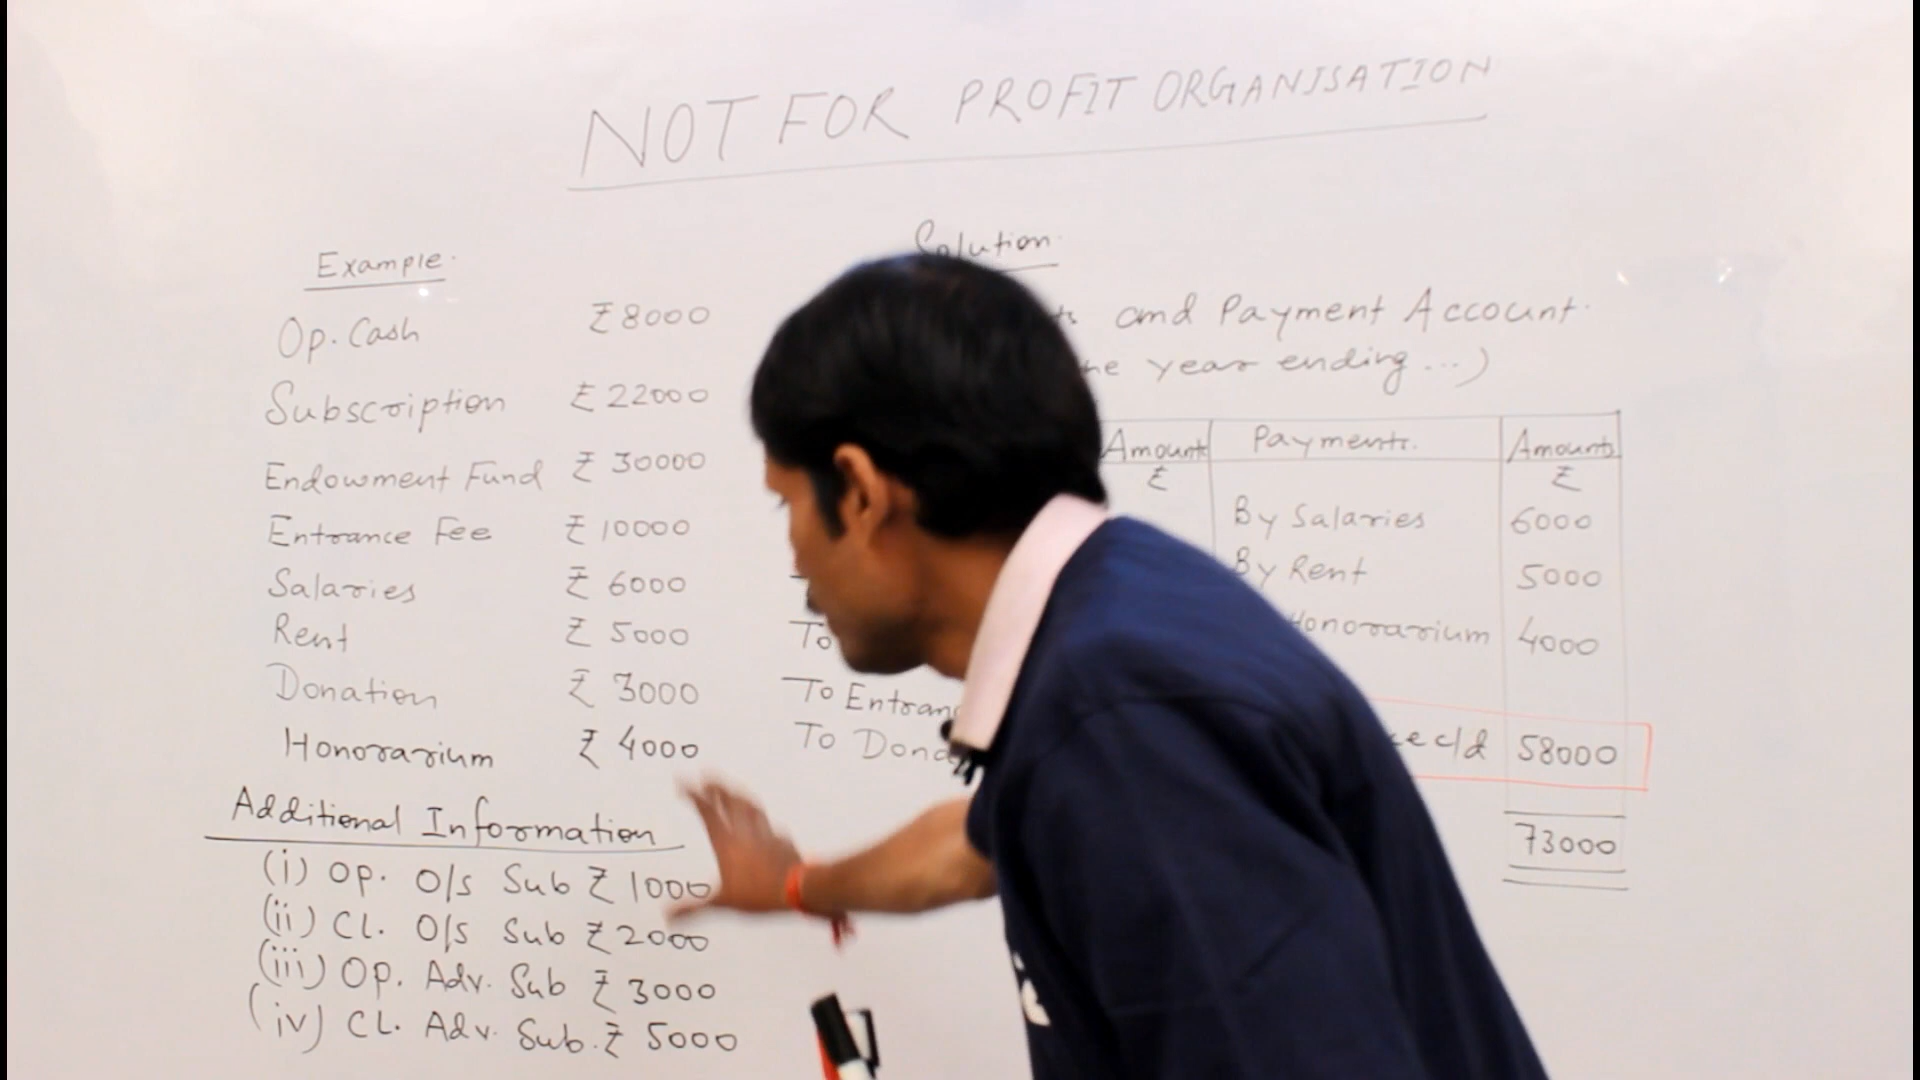 NOT FOR PROFIT ORGANISATION
Example.
Op. Cash ₹8000
Subscription ₹22000
Endowment Fund ₹30000
Entrance Fee ₹10000
Salaries ₹6000
Rent ₹5000
Donation ₹3000
Honorarium ₹4000
Additional Information
(i) Op. O/s Sub ₹1000
(ii) CL. O/s Sub ₹2000
(iii) Op. Adv. Sub ₹3000
(iv) CL. Adv. Sub. ₹5000
Solution.
and Payment Account.
year ending ...)
Amount Payments. Amount
₹ ₹
By Salaries 6000
By Rent 5000
To Honorarium 4000
To
To c/d 58000
73000